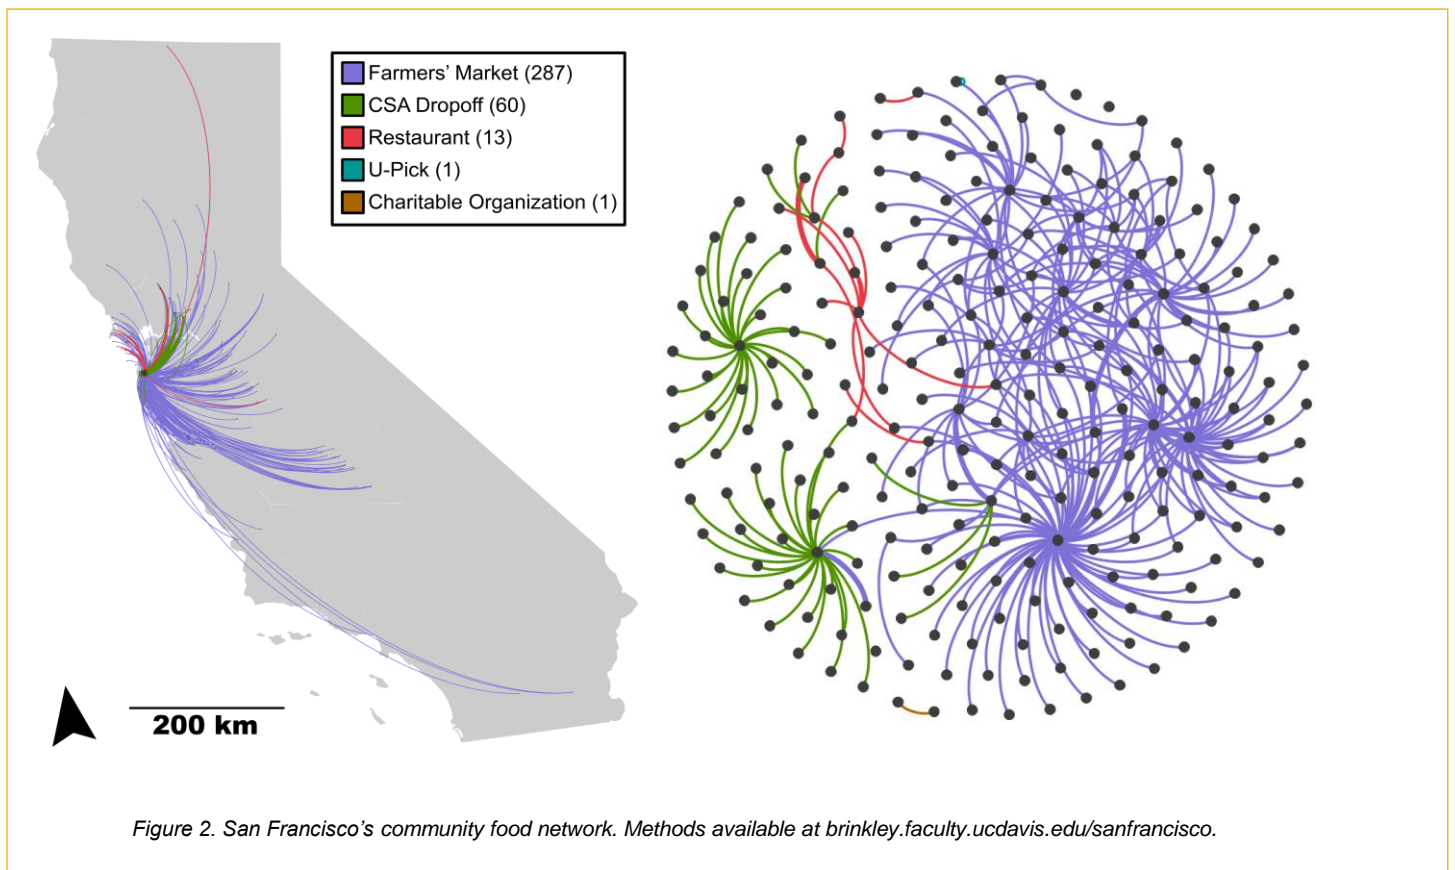 Farmers' Market (287)
CSA Dropoff (60)
Restaurant (13)
U-Pick (1)
Charitable Organization (1)
200 km
Figure 2. San Francisco’s community food network. Methods available at brinkley.faculty.ucdavis.edu/sanfrancisco.